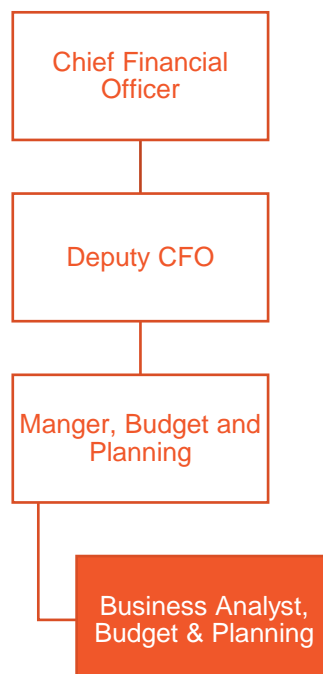 Chief Financial
Officer
Deputy CFO
Manger, Budget and
Planning
Business Analyst,
Budget & Planning